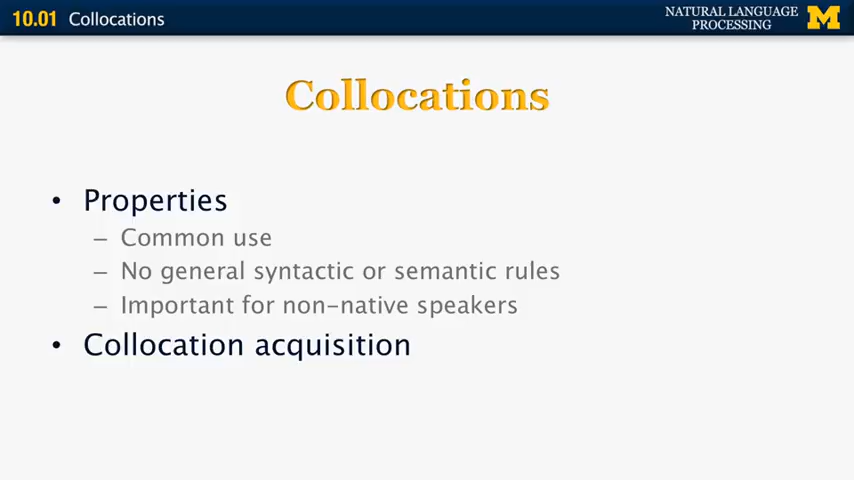 10.01 Collocations
NATURAL LANGUAGE
PROCESSING
M
Collocations
• Properties
– Common use
– No general syntactic or semantic rules
– Important for non-native speakers
• Collocation acquisition